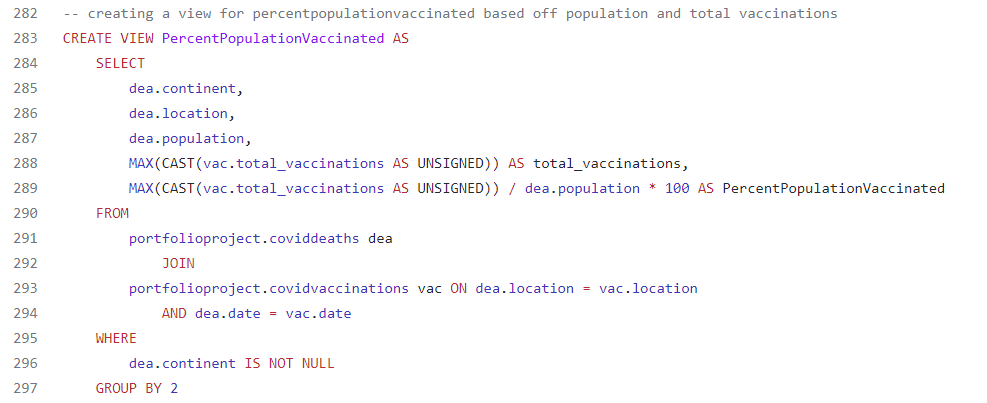 282 -- creating a view for percentpopulationvaccinated based off population and total vaccinations
283 CREATE VIEW PercentPopulationVaccinated AS
284     SELECT
285         dea.continent,
286         dea.location,
287         dea.population,
288         MAX(CAST(vac.total_vaccinations AS UNSIGNED)) AS total_vaccinations,
289         MAX(CAST(vac.total_vaccinations AS UNSIGNED)) / dea.population * 100 AS PercentPopulationVaccinated
290     FROM
291         portfolioproject.coviddeaths dea
292             JOIN
293         portfolioproject.covidvaccinations vac ON dea.location = vac.location
294             AND dea.date = vac.date
295     WHERE
296         dea.continent IS NOT NULL
297     GROUP BY 2